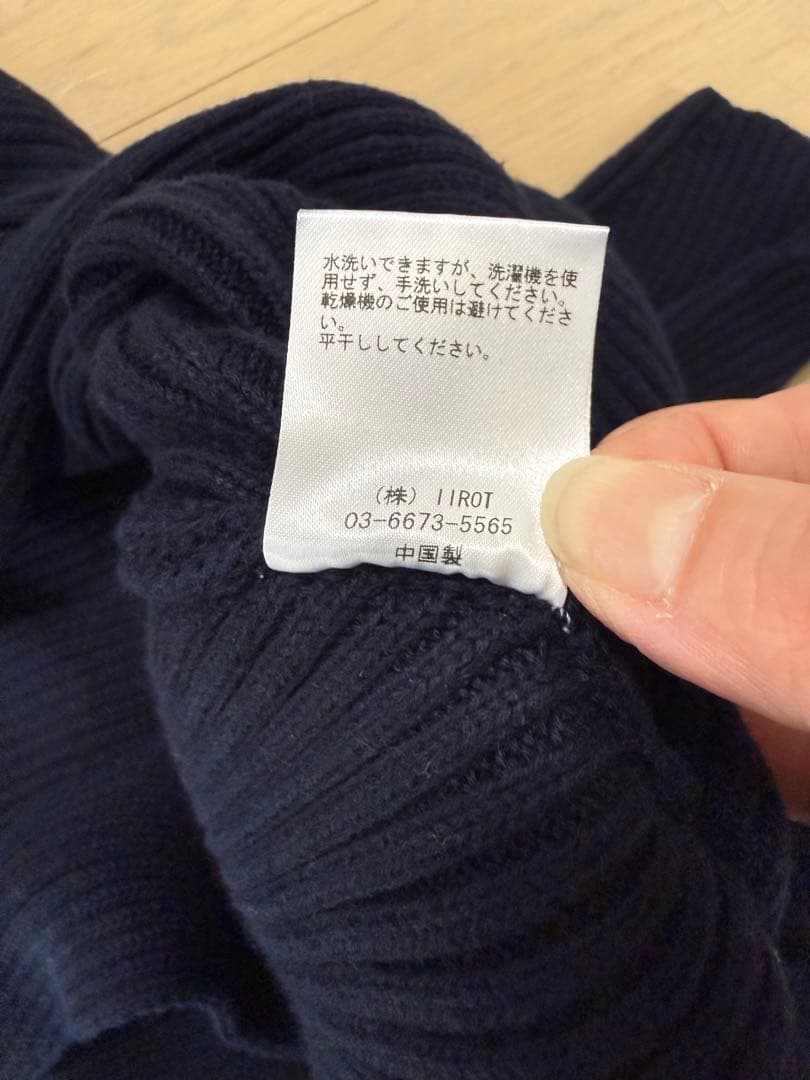 水洗いできますが、洗濯機を使
用せず、手洗いしてください。
乾燥機のご使用は避けてくださ
い。
平干ししてください。
（株） IIROT
03-6673-5565
中国製